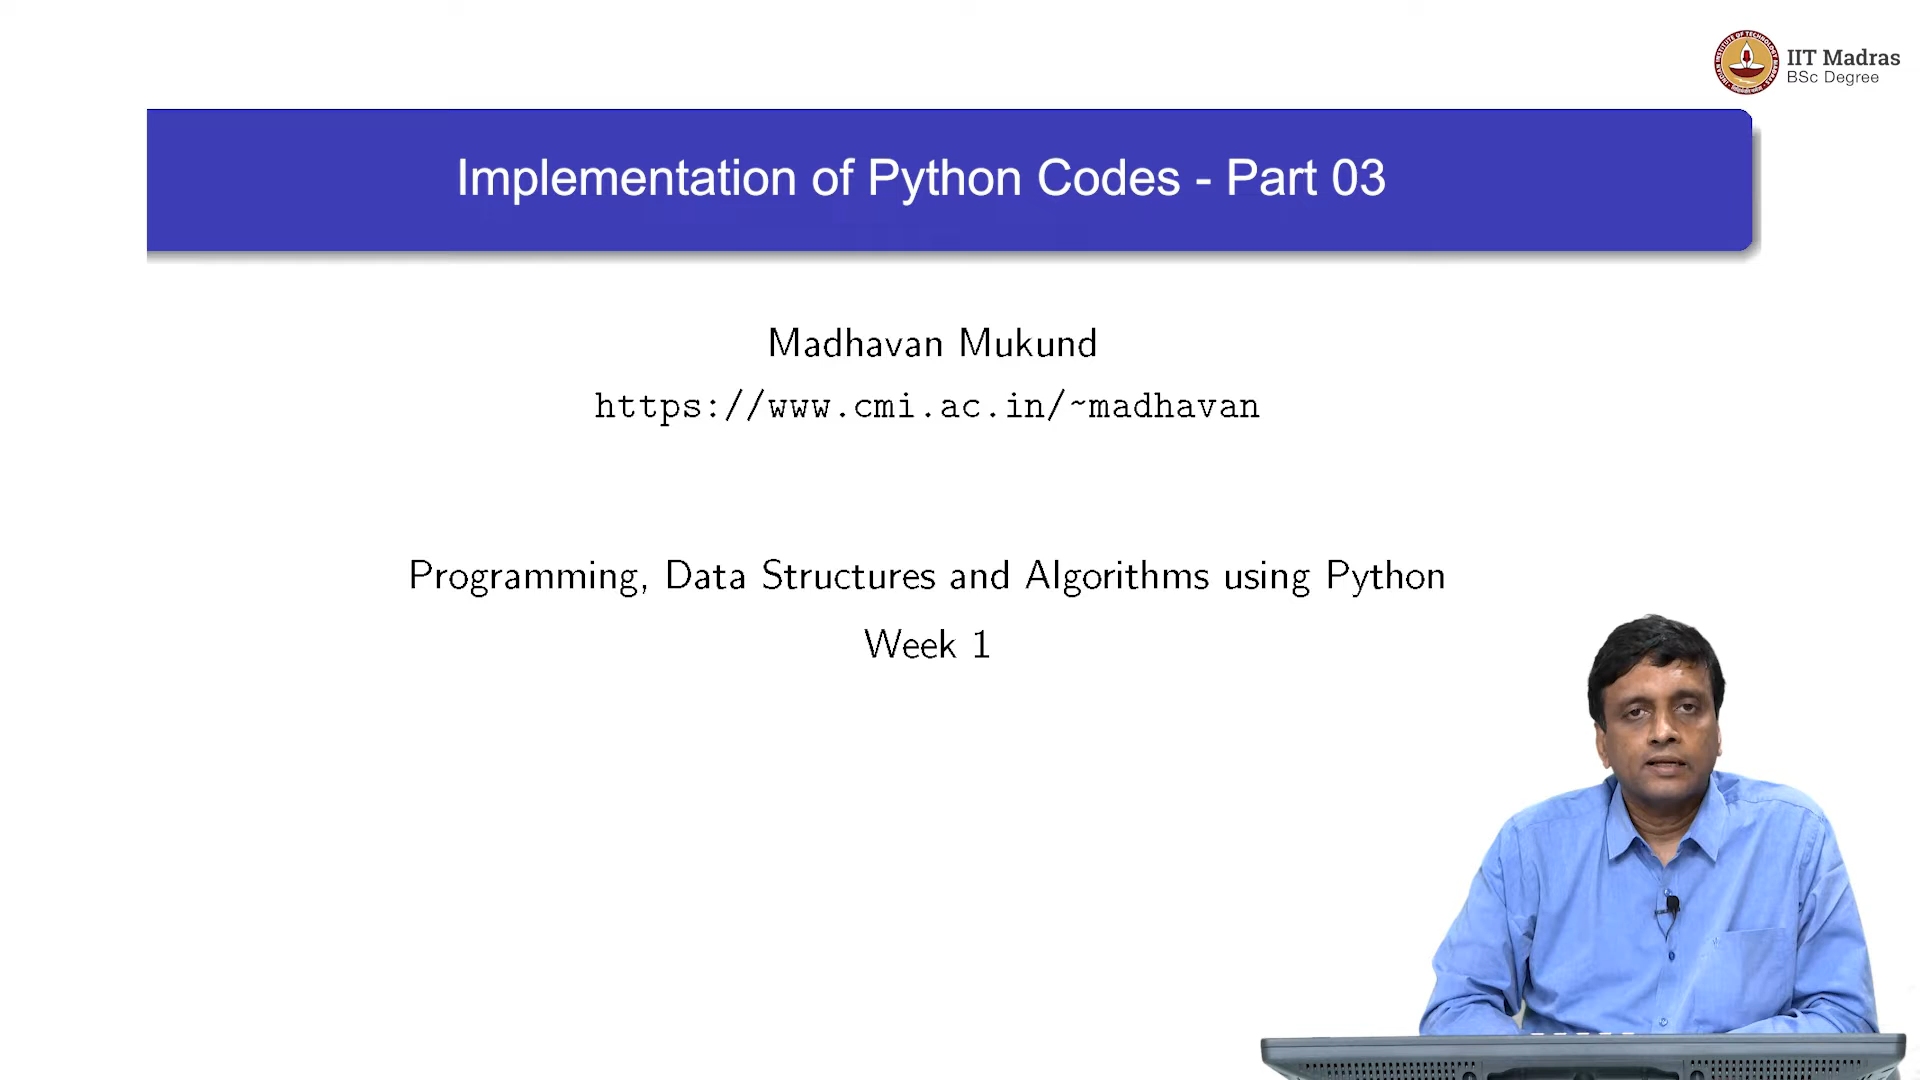 IIT Madras
BSc Degree
Implementation of Python Codes - Part 03
Madhavan Mukund
https://www.cmi.ac.in/~madhavan
Programming, Data Structures and Algorithms using Python
Week 1